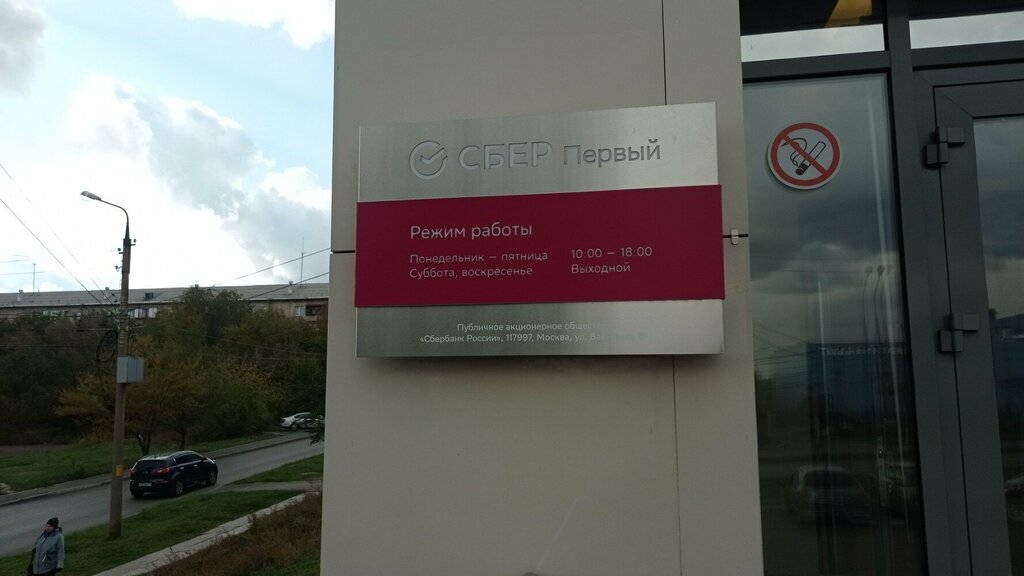 СБЕР Первый
Режим работы
Понедельник — пятница 10:00 — 18:00
Суббота, воскресенье Выходной
Публичное акционерное общество
«Сбербанк России», 117997, Москва, ул.